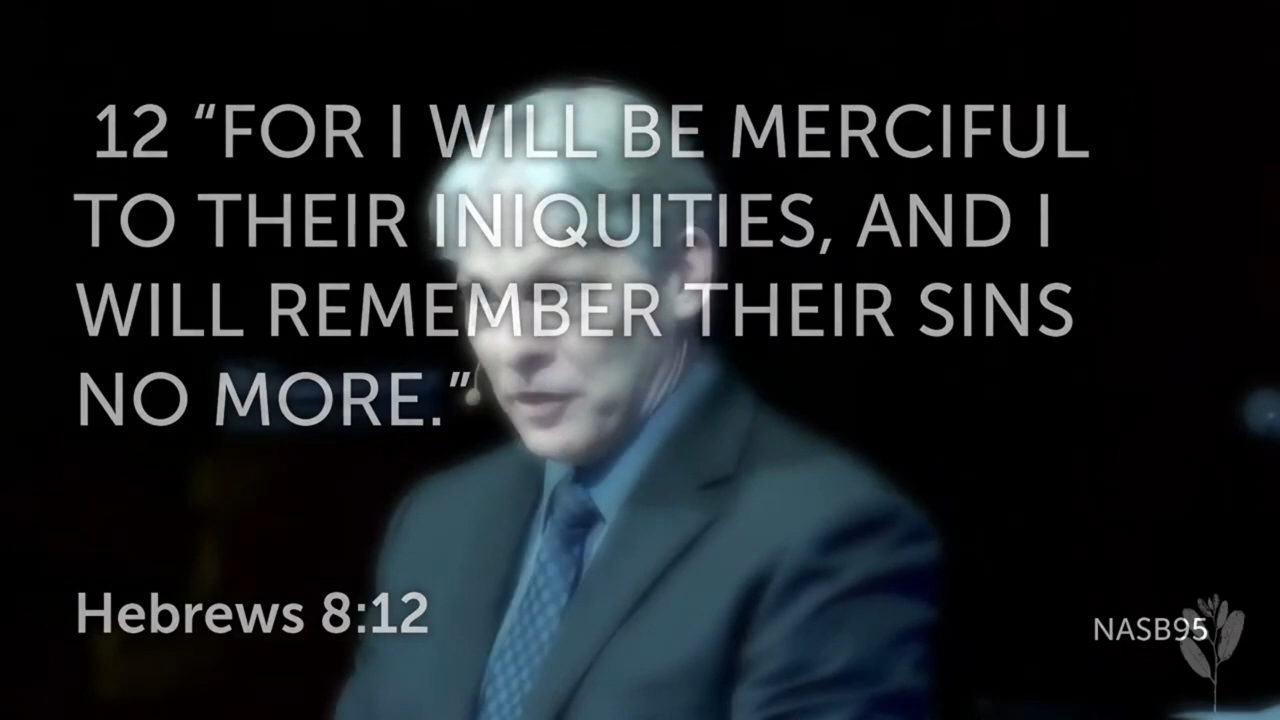 12 “FOR I WILL BE MERCIFUL
TO THEIR INIQUITIES, AND I
WILL REMEMBER THEIR SINS
NO MORE.”
Hebrews 8:12
NASB95